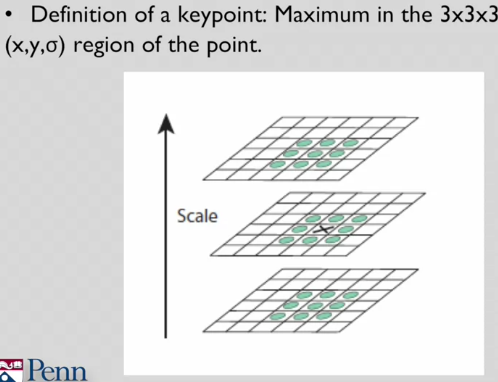 • Definition of a keypoint: Maximum in the 3x3x3
(x,y,σ) region of the point.
Scale
Penn